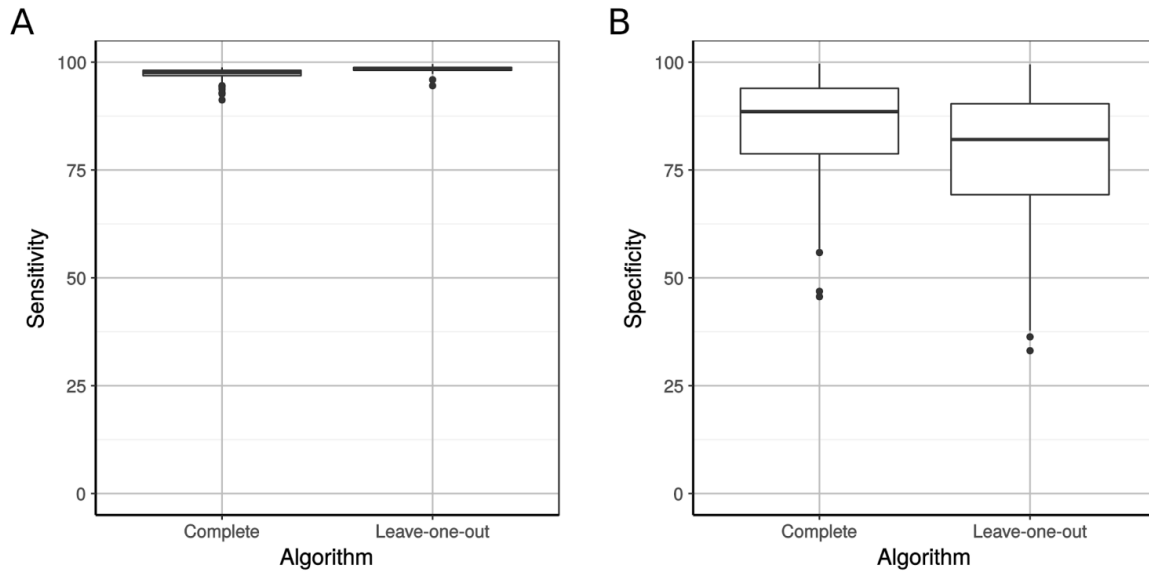 A
Sensitivity
100
75
50
25
0
Complete Leave-one-out
Algorithm
B
Specificity
100
75
50
25
0
Complete Leave-one-out
Algorithm